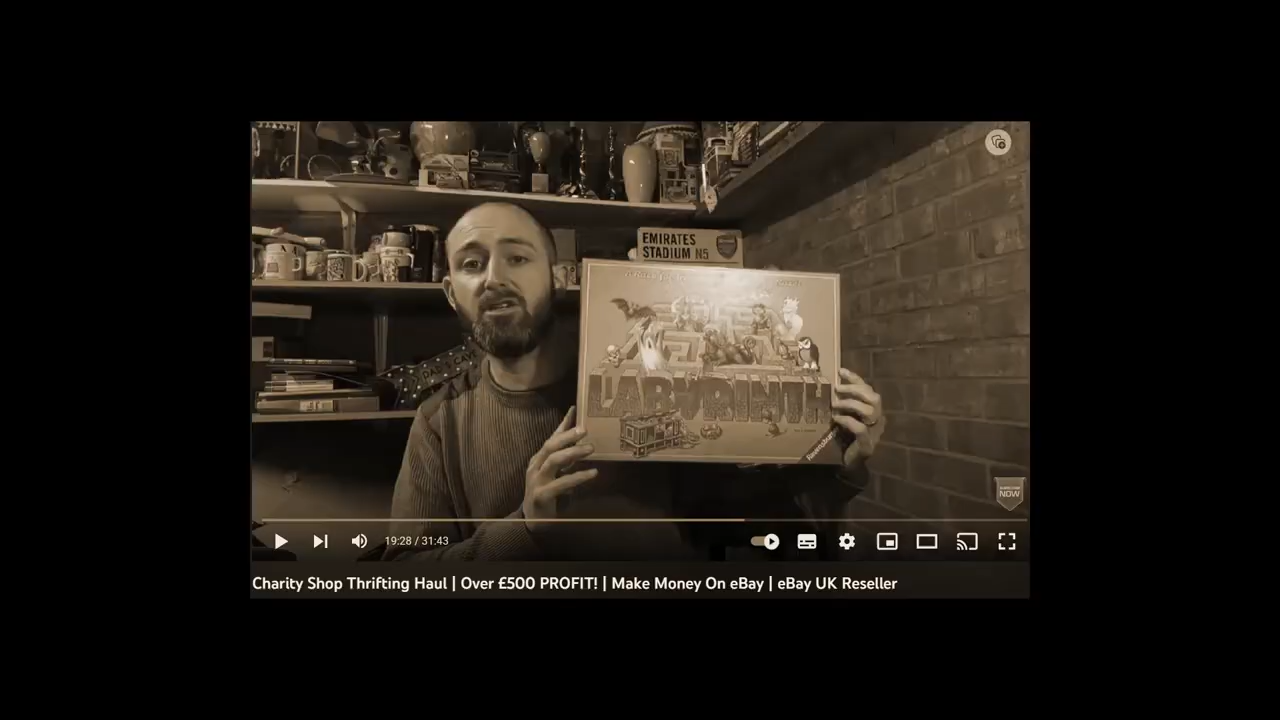 EMIRATES
STADIUM N5
LABYRINTH
Ravensburger
NOW
19:28 / 31:43
Charity Shop Thrifting Haul | Over £500 PROFIT! | Make Money On eBay | eBay UK Reseller